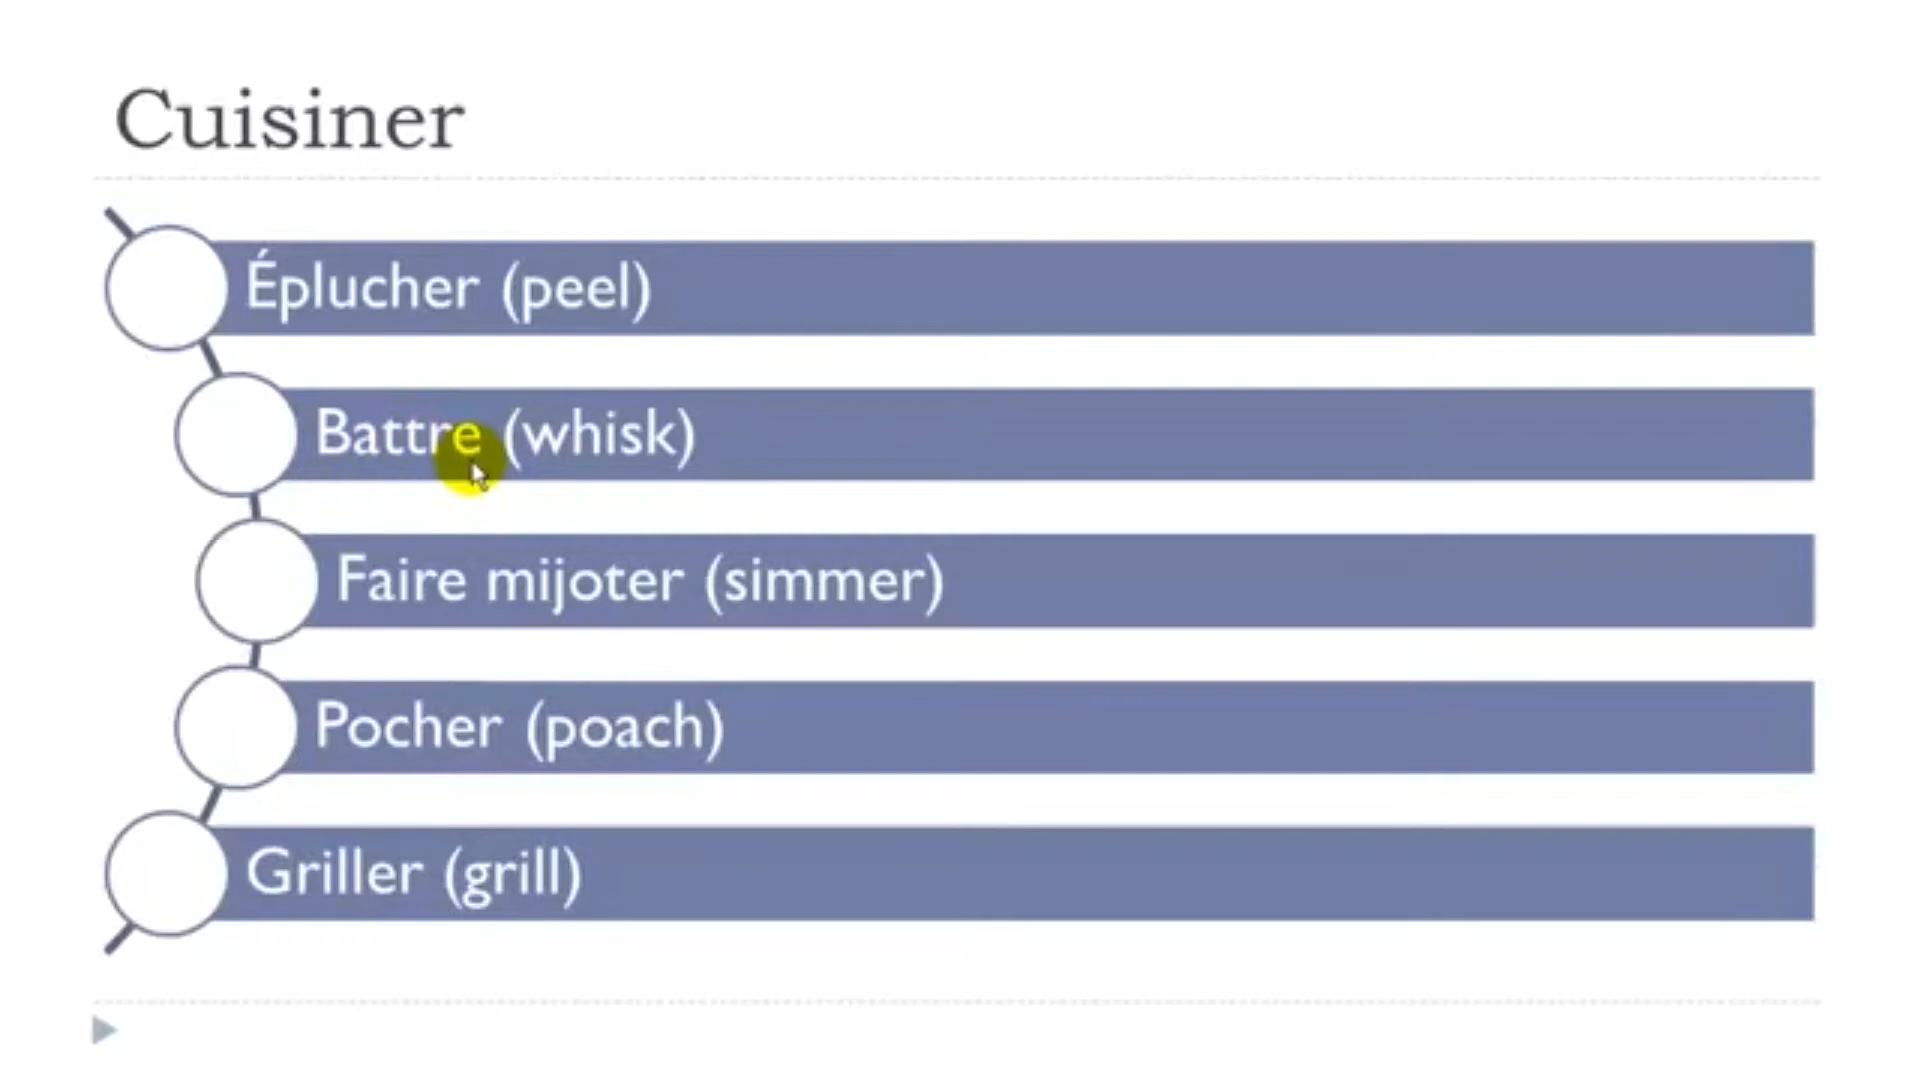 Cuisiner
Éplucher (peel)
Battre (whisk)
Faire mijoter (simmer)
Pocher (poach)
Griller (grill)